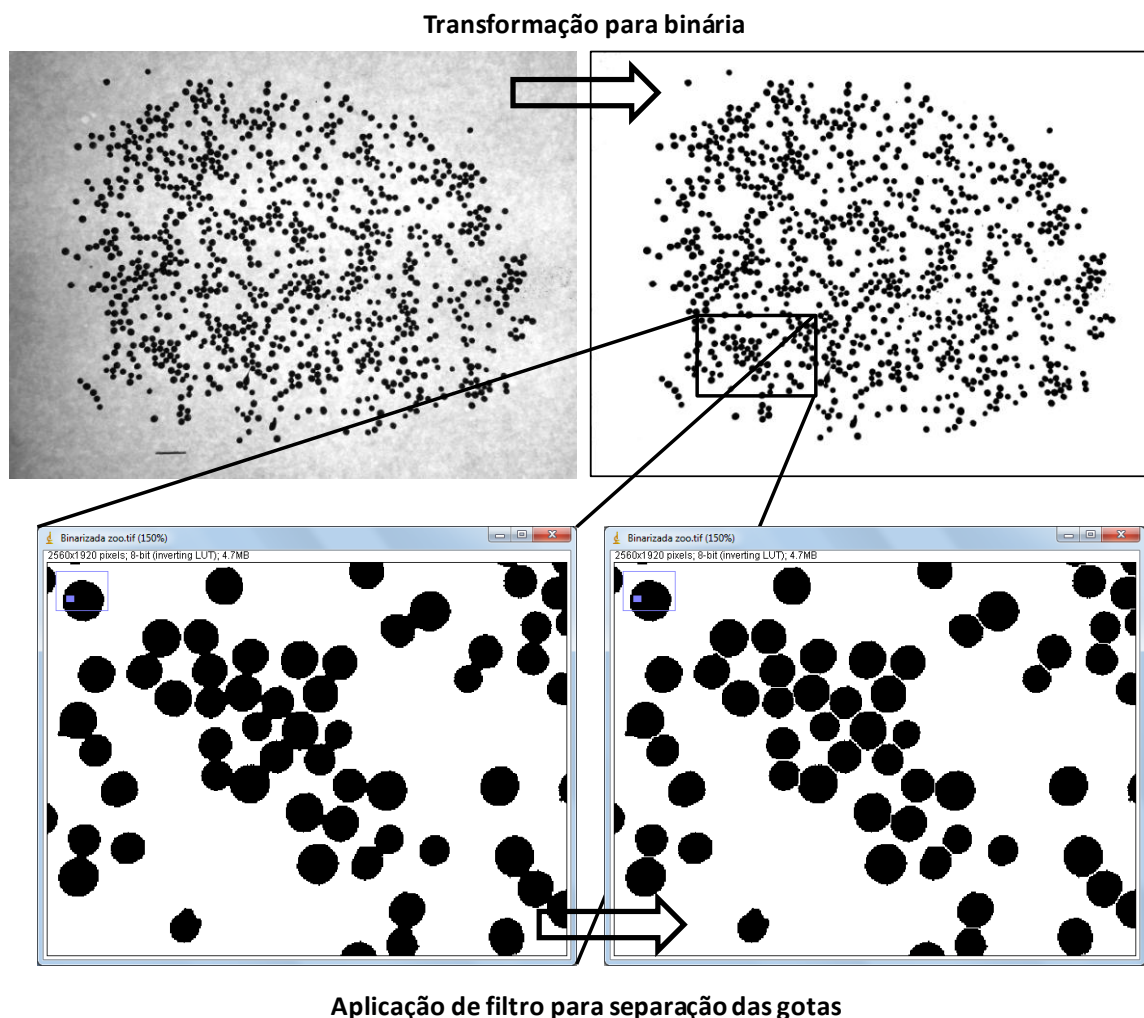 Transformação para binária
Binarizada zoo.tif (150%)
2560x1920 pixels; 8-bit (inverting LUT); 4.7MB
Binarizada zoo.tif (150%)
2560x1920 pixels; 8-bit (inverting LUT); 4.7MB
Aplicação de filtro para separação das gotas